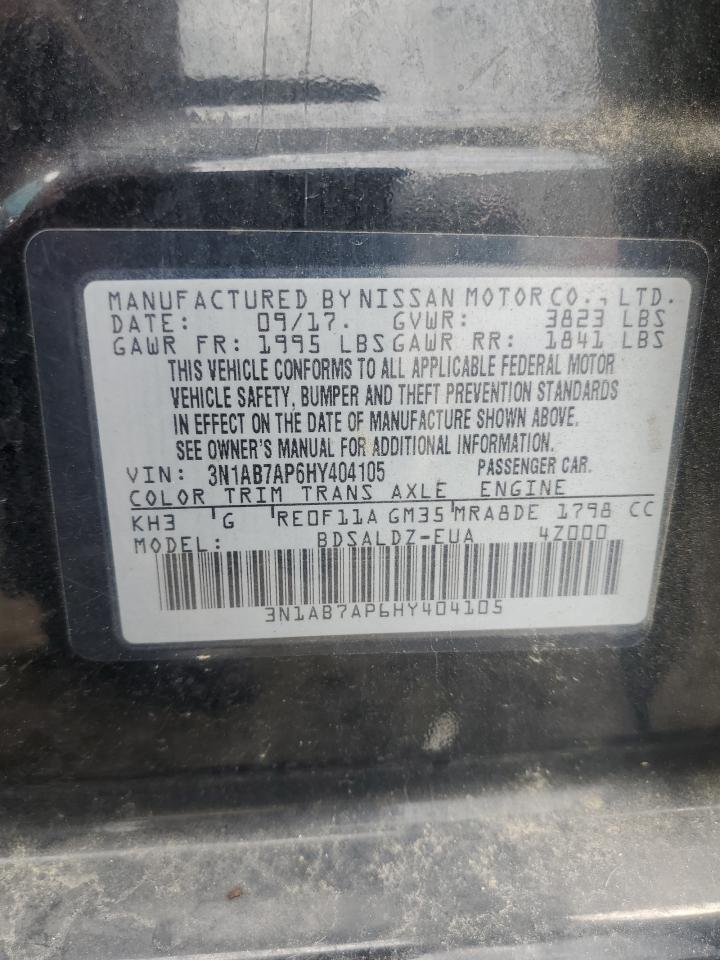 MANUFACTURED BY NISSAN MOTOR CO., LTD.
DATE: 09/17. GVWR: 3823 LBS
GAWR FR: 1995 LBS GAWR RR: 1841 LBS
THIS VEHICLE CONFORMS TO ALL APPLICABLE FEDERAL MOTOR
VEHICLE SAFETY, BUMPER AND THEFT PREVENTION STANDARDS
IN EFFECT ON THE DATE OF MANUFACTURE SHOWN ABOVE.
SEE OWNER'S MANUAL FOR ADDITIONAL INFORMATION.
VIN: 3N1AB7AP6HY404105 PASSENGER CAR.
COLOR TRIM TRANS AXLE ENGINE
KH3 G RE0F11A GM35 MRA8DE 1798 CC
MODEL: BDSALDZ-EUA 4Z000
3N1AB7AP6HY404105